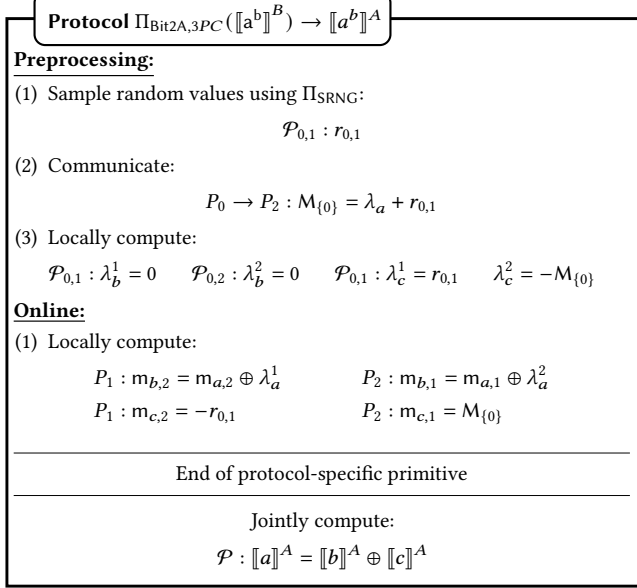 Protocol Π_{Bit2A,3PC}(⟦a^b⟧^B) → ⟦a^b⟧^A
Preprocessing:
(1) Sample random values using Π_{SRNG}:
𝒫_{0,1} : r_{0,1}
(2) Communicate:
P_0 → P_2 : M_{{0}} = λ_a + r_{0,1}
(3) Locally compute:
𝒫_{0,1} : λ_b^1 = 0 𝒫_{0,2} : λ_b^2 = 0 𝒫_{0,1} : λ_c^1 = r_{0,1} λ_c^2 = −M_{{0}}
Online:
(1) Locally compute:
P_1 : m_{b,2} = m_{a,2} ⊕ λ_a^1 P_2 : m_{b,1} = m_{a,1} ⊕ λ_a^2
P_1 : m_{c,2} = −r_{0,1} P_2 : m_{c,1} = M_{{0}}
End of protocol-specific primitive
Jointly compute:
𝒫 : ⟦a⟧^A = ⟦b⟧^A ⊕ ⟦c⟧^A